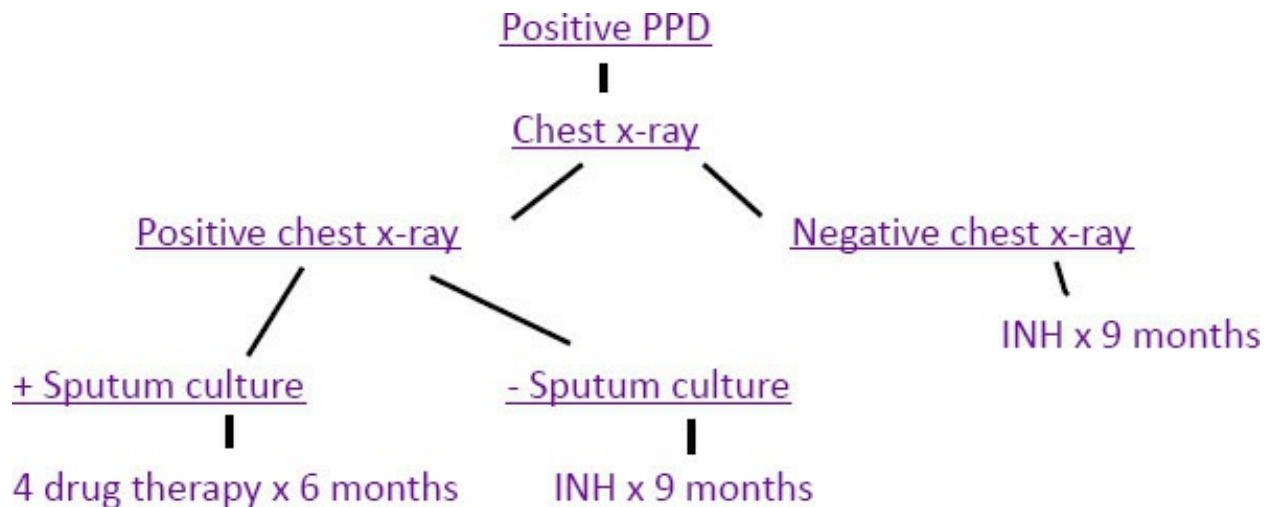 Positive PPD
Chest x-ray
Positive chest x-ray
Negative chest x-ray
INH x 9 months
+ Sputum culture
- Sputum culture
4 drug therapy x 6 months
INH x 9 months